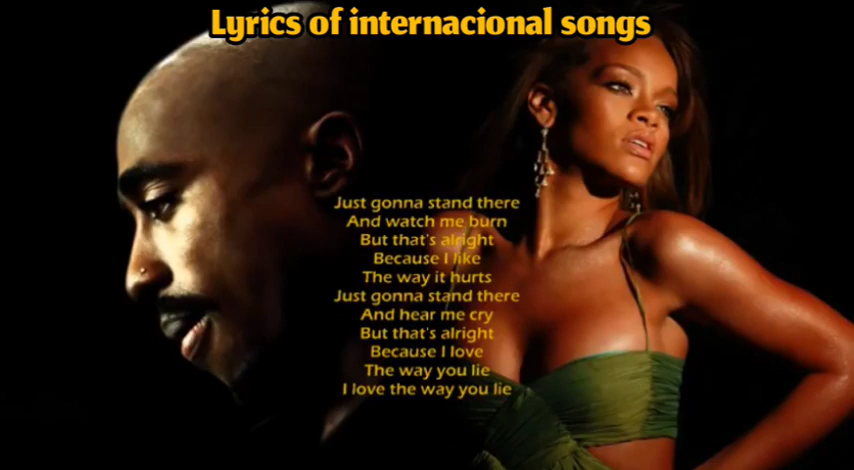 Lyrics of internacional songs
Just gonna stand there
And watch me burn
But that's alright
Because I like
The way it hurts
Just gonna stand there
And hear me cry
But that's alright
Because I love
The way you lie
I love the way you lie